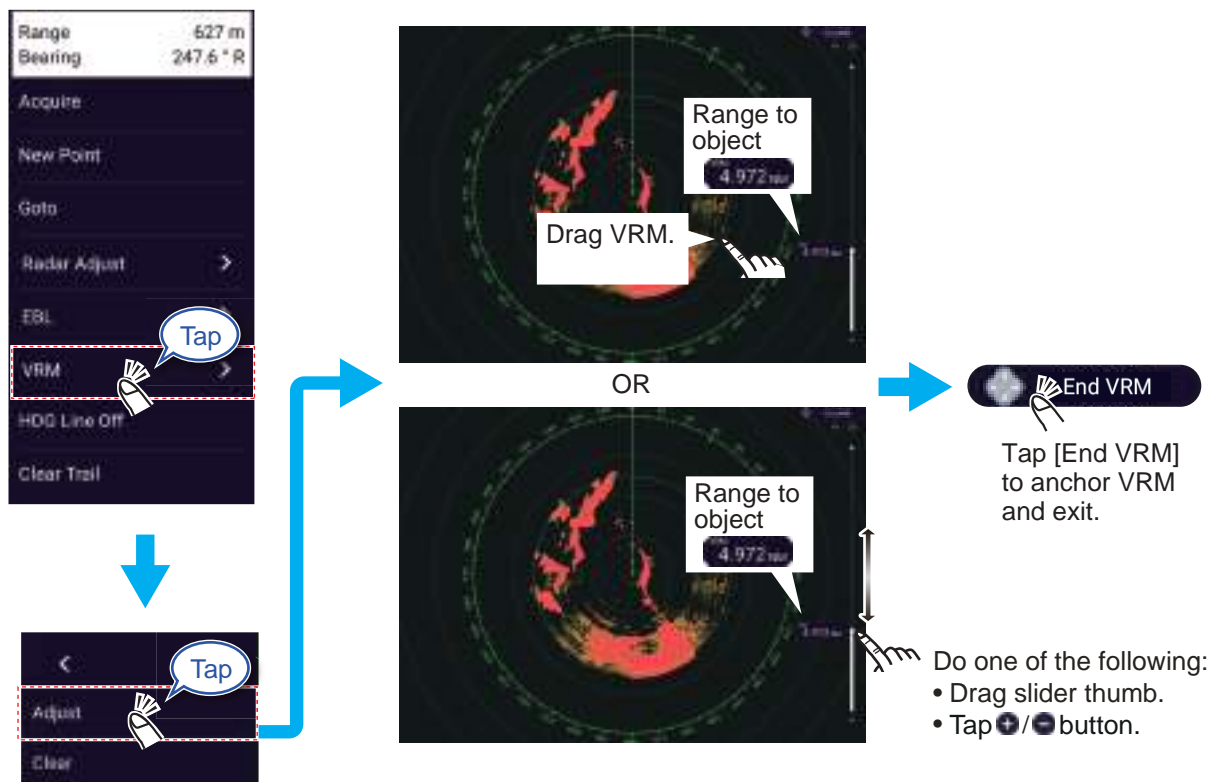 Range 627 m
Bearing 247.6 ° R
Acquire
New Point
Goto
Radar Adjust
EBL
Tap
VRM
HDG Line Off
Clear Trail
Tap
Adjust
Clear
Range to
object
4.972
Drag VRM.
OR
Range to
object
4.972
End VRM
Tap [End VRM]
to anchor VRM
and exit.
Do one of the following:
• Drag slider thumb.
• Tap +/- button.